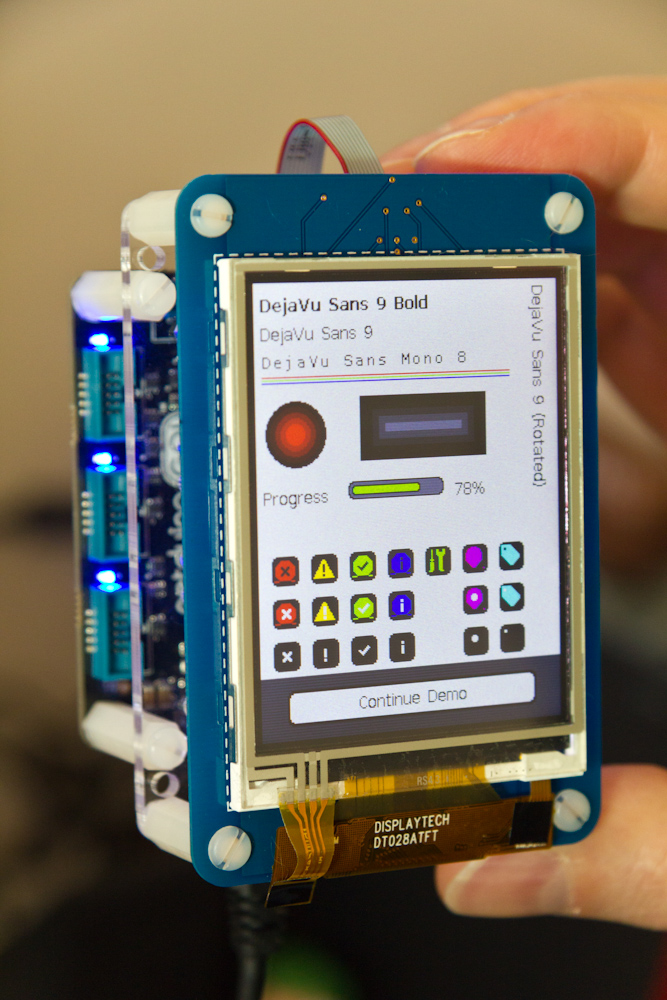 DejaVu Sans 9 Bold
DejaVu Sans 9
DejaVu Sans Mono 8
DejaVu Sans 9 (Rotated)
Progress
78%
Continue Demo
DISPLAYTECH
DT028ATFT